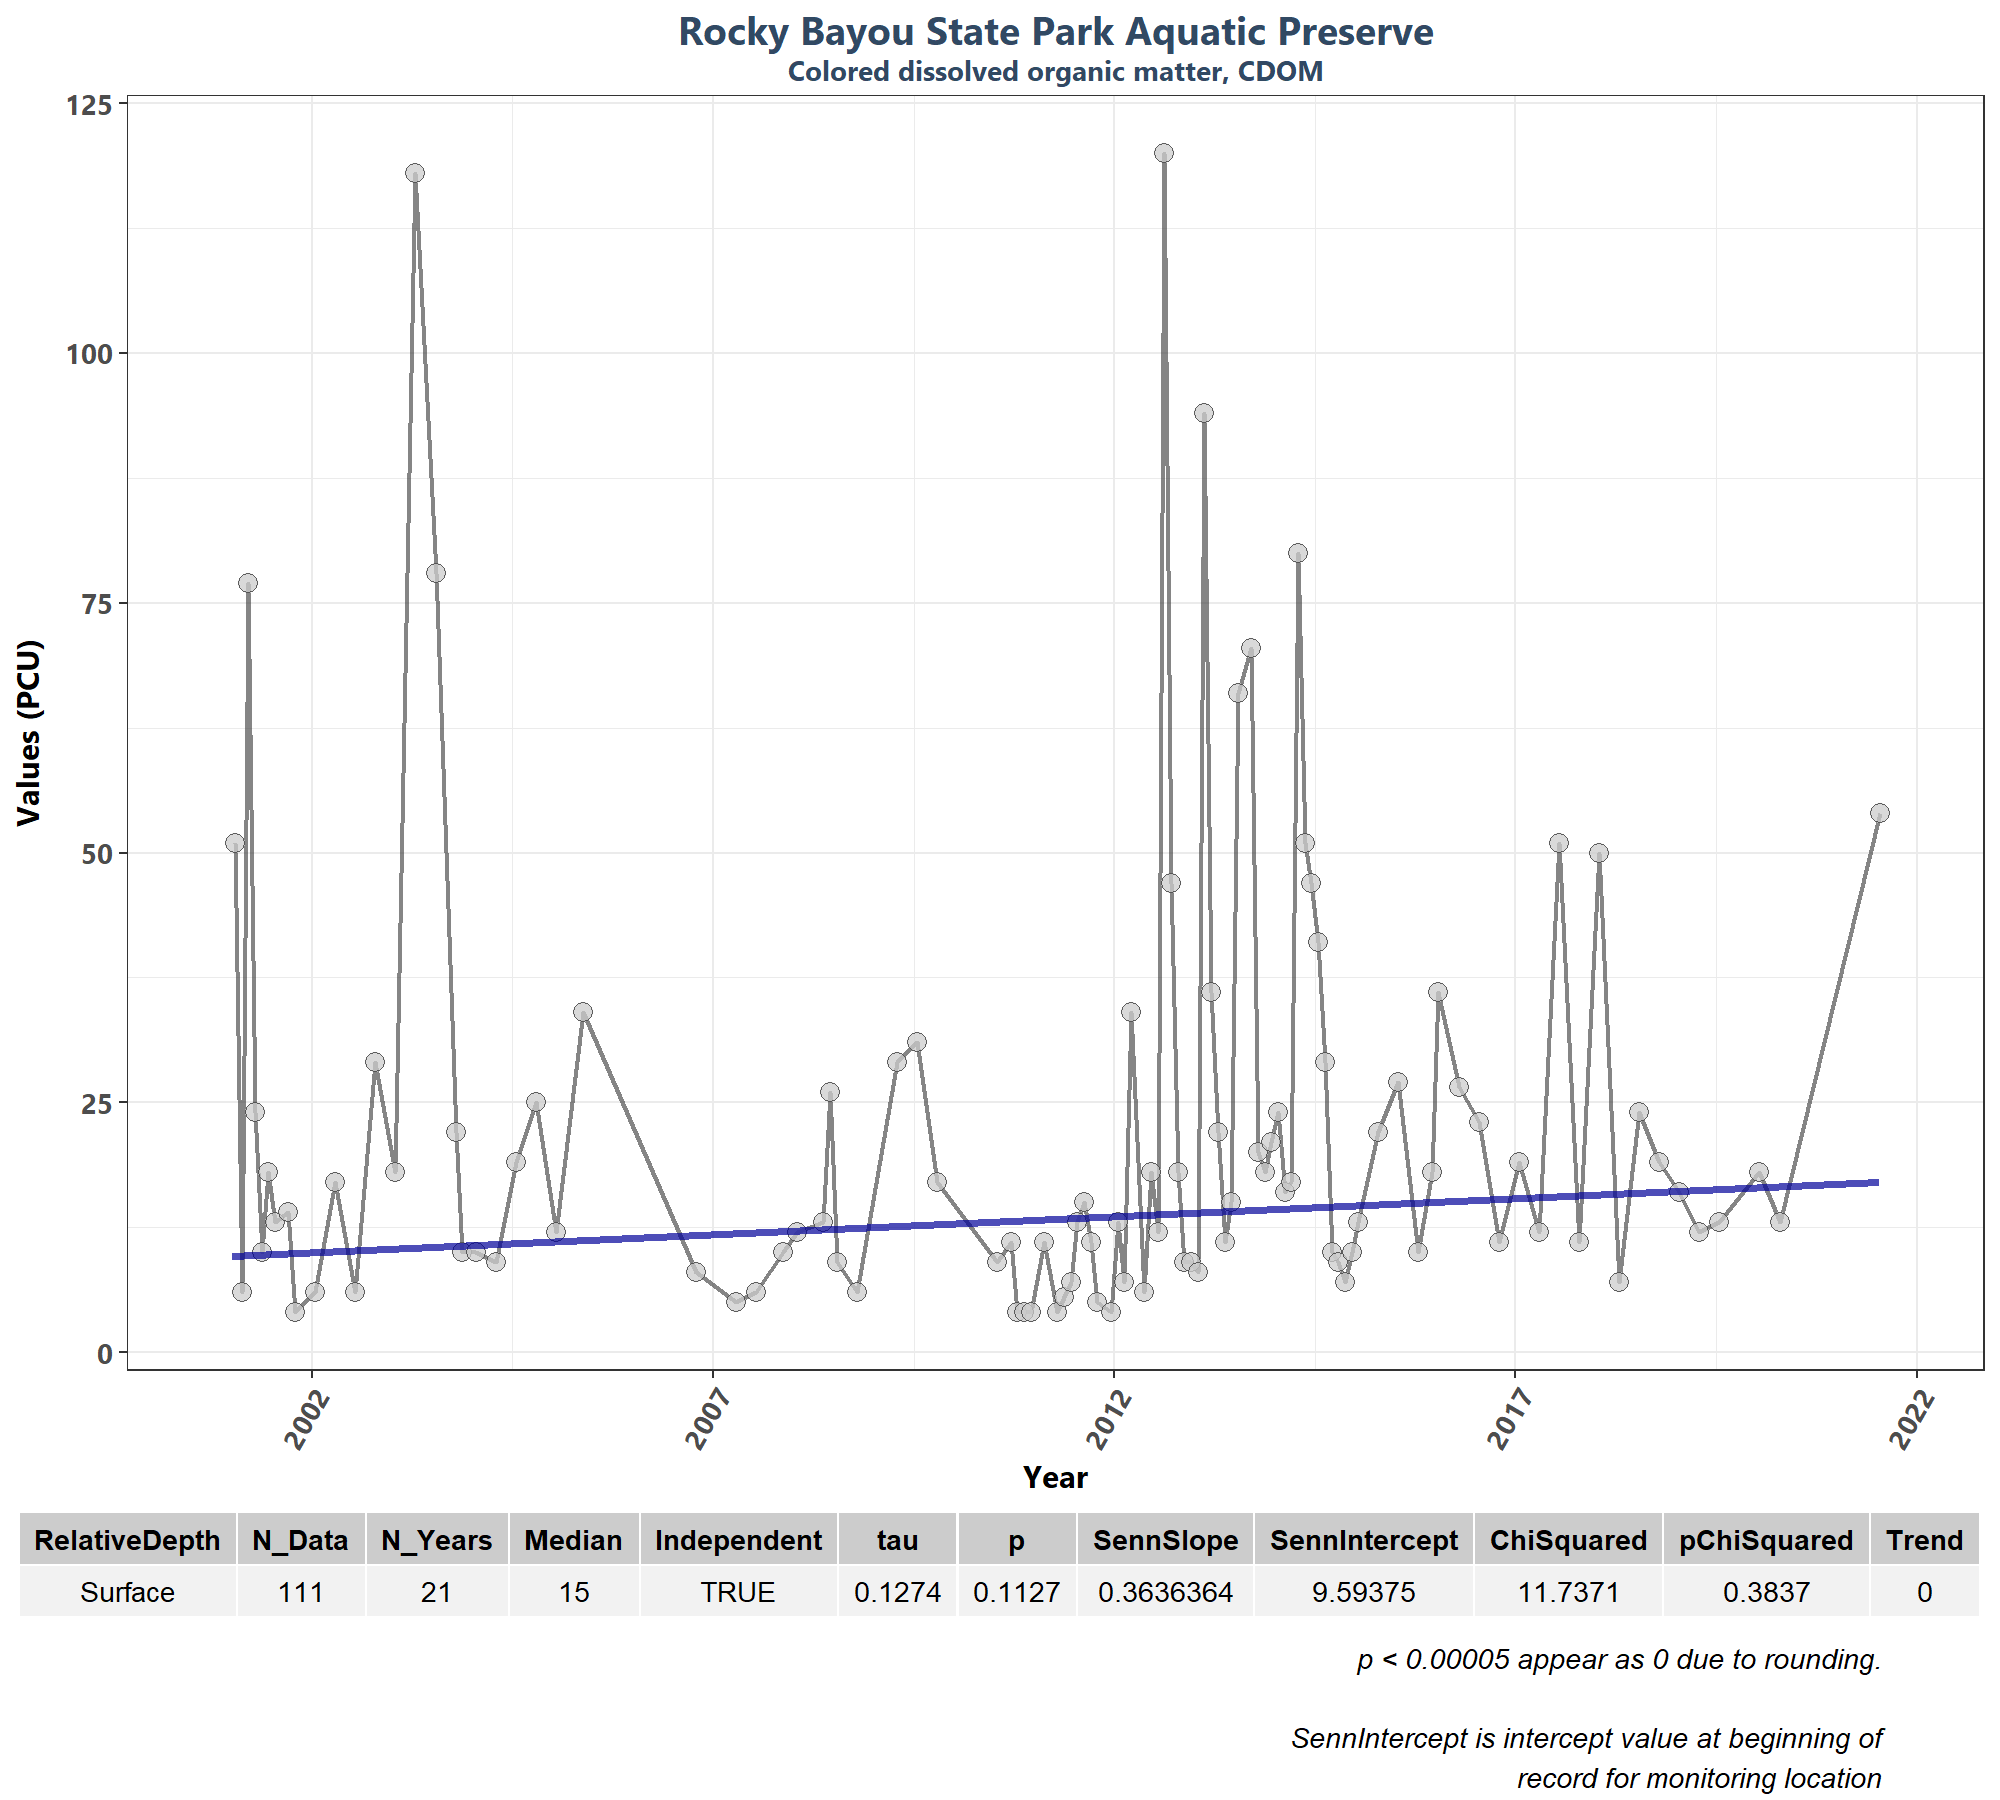 Rocky Bayou State Park Aquatic Preserve
Colored dissolved organic matter, CDOM
125
100
75
50
25
0
Values (PCU)
2002 2007 2012 2017 2022
Year
RelativeDepth N_Data N_Years Median Independent tau p SennSlope SennIntercept ChiSquared pChiSquared Trend
Surface 111 21 15 TRUE 0.1274 0.1127 0.3636364 9.59375 11.7371 0.3837 0
p < 0.00005 appear as 0 due to rounding.
SennIntercept is intercept value at beginning of
record for monitoring location